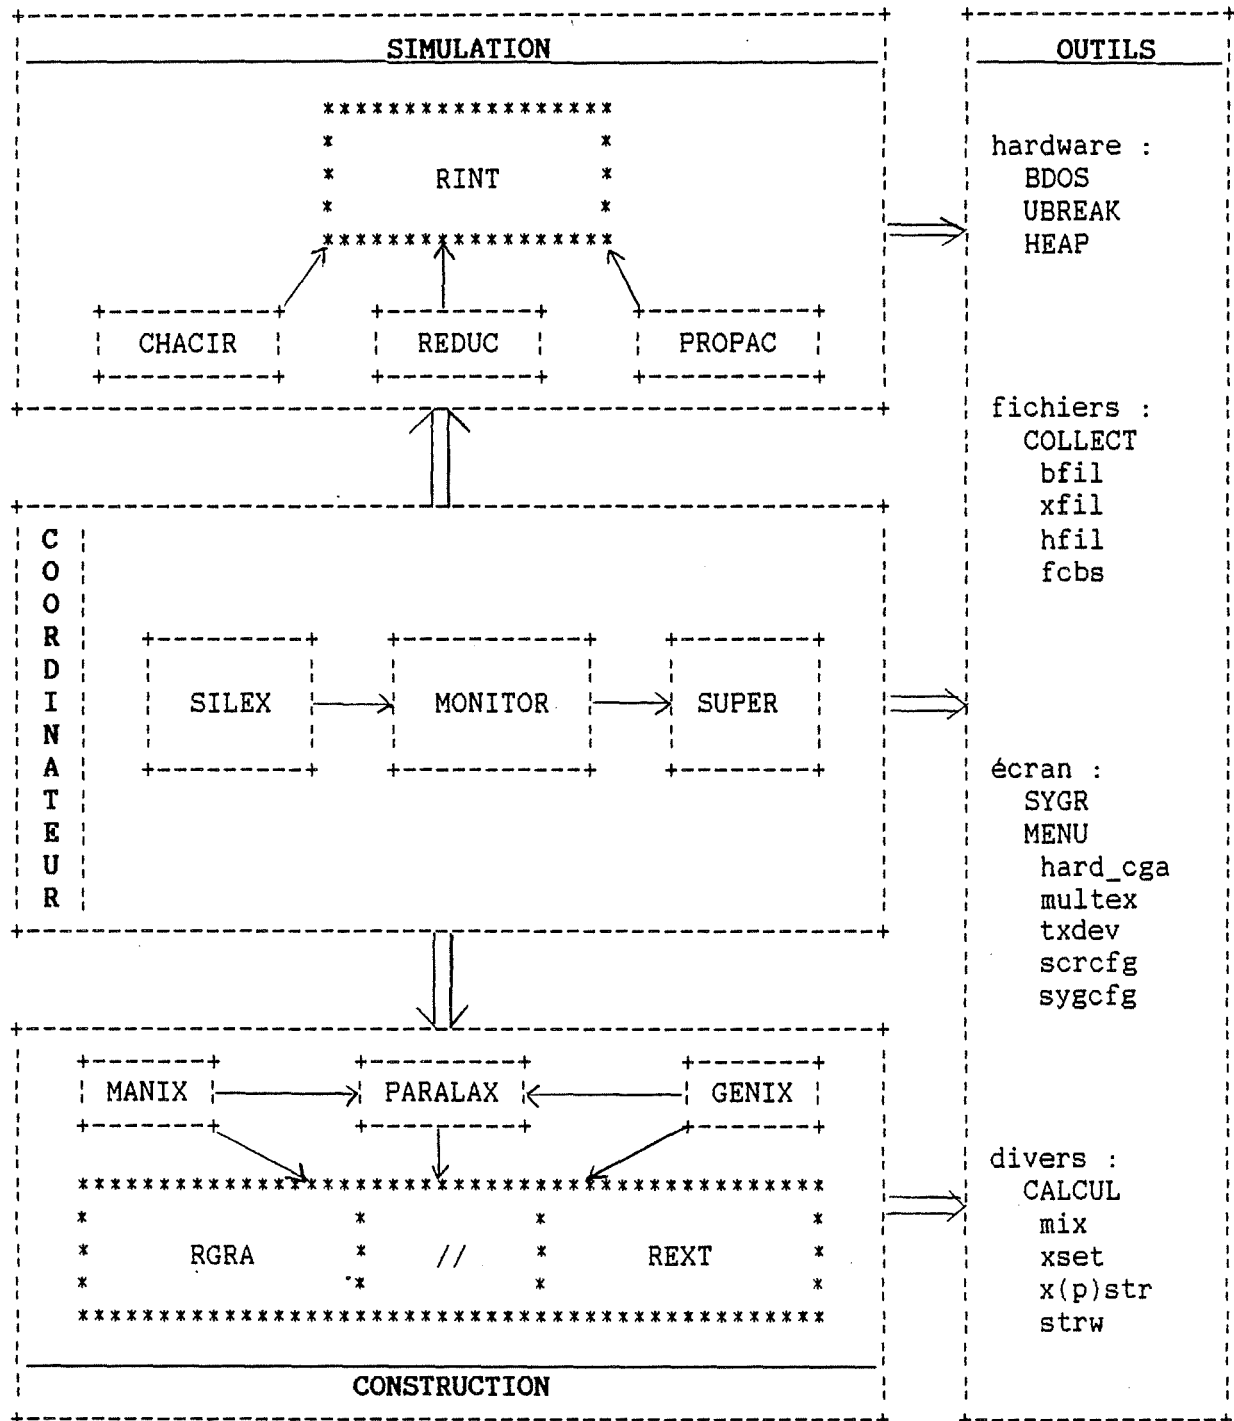 SIMULATION
RINT
CHACIR
REDUC
PROPAC
COORDINATEUR
SILEX
MONITOR
SUPER
MANIX
PARALAX
GENIX
RGRA
//
REXT
CONSTRUCTION
OUTILS
hardware :
BDOS
UBREAK
HEAP
fichiers :
COLLECT
bfil
xfil
hfil
fcbs
écran :
SYGR
MENU
hard_cga
multex
txdev
scrcfg
sygcfg
divers :
CALCUL
mix
xset
x(p)str
strw